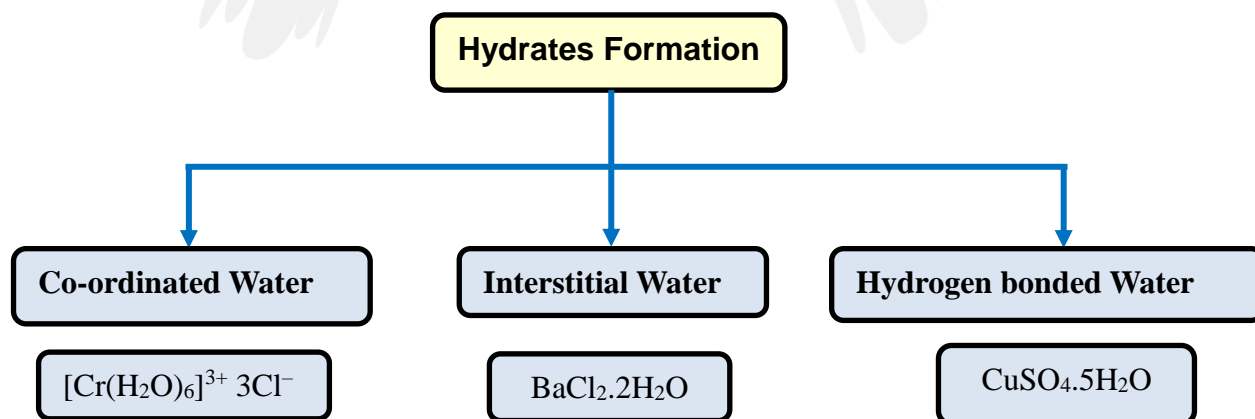 Hydrates Formation
Co-ordinated Water
Interstitial Water
Hydrogen bonded Water
[Cr(H₂O)₆]³⁺ 3Cl⁻
BaCl₂.2H₂O
CuSO₄.5H₂O